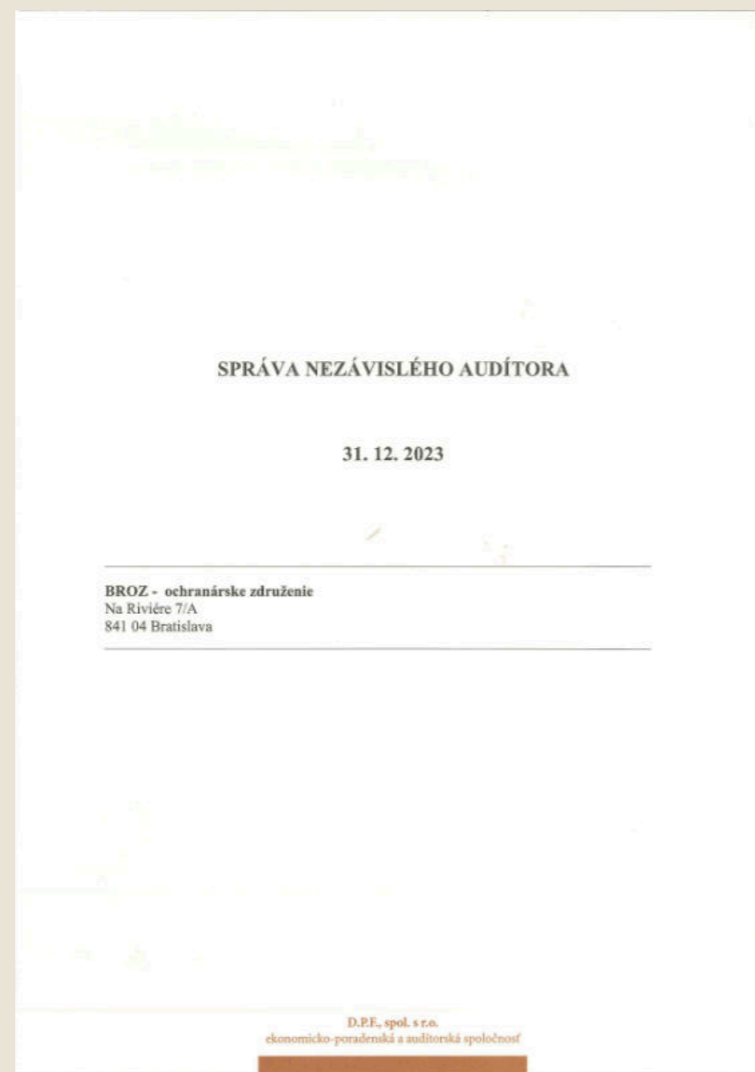 SPRÁVA NEZÁVISLÉHO AUDÍTORA
31. 12. 2023
BROZ - ochranárske združenie
Na Riviére 7/A
841 04 Bratislava
D.P.F., spol. s r.o.
ekonomicko-poradenská a audítorská spoločnosť